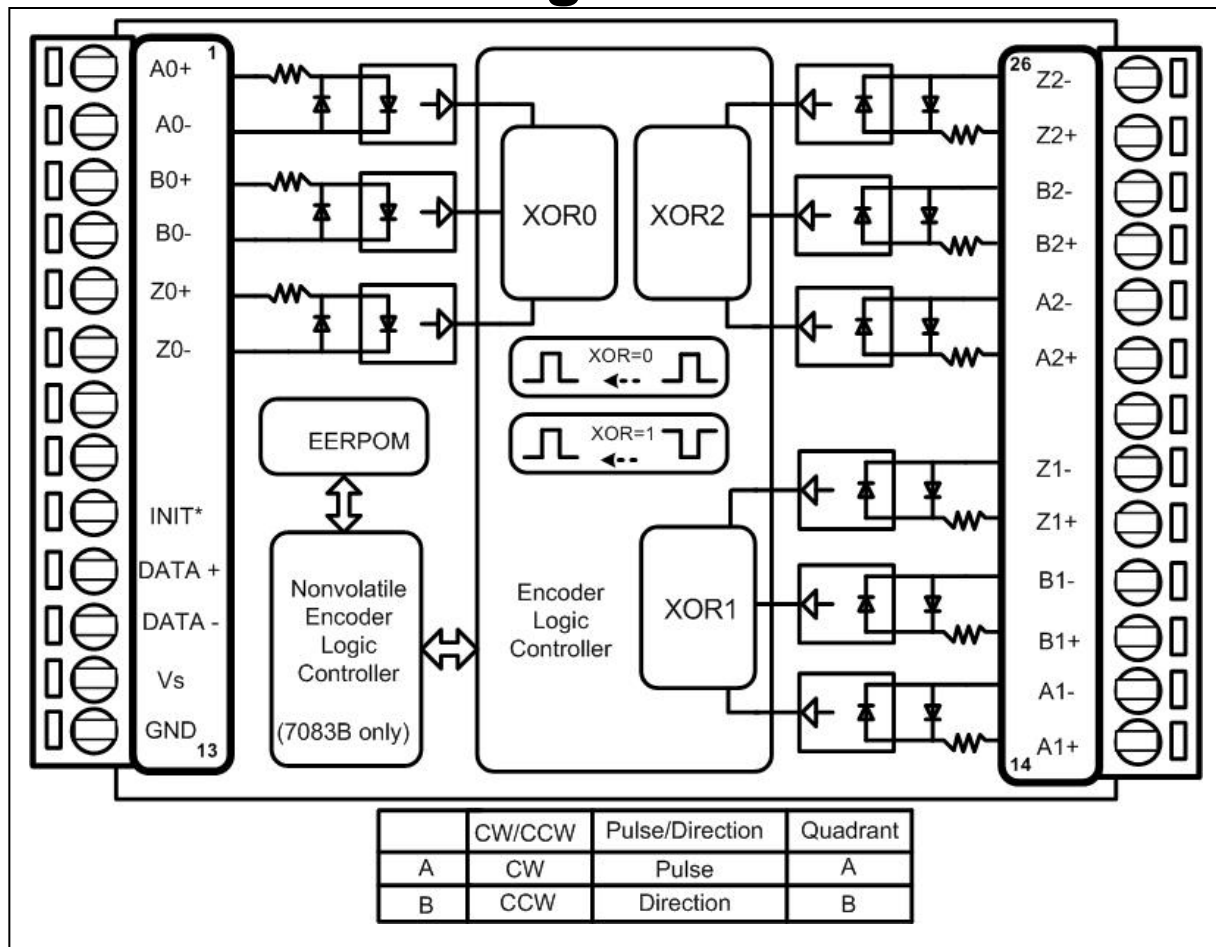 1
A0+
A0-
B0+
B0-
Z0+
Z0-
INIT*
DATA +
DATA -
Vs
GND
13
EERPOM
Nonvolatile
Encoder
Logic
Controller
(7083B only)
XOR0
XOR2
XOR=0
XOR=1
Encoder
Logic
Controller
XOR1
26
Z2-
Z2+
B2-
B2+
A2-
A2+
Z1-
Z1+
B1-
B1+
A1-
A1+
14
CW/CCW Pulse/Direction Quadrant
A CW Pulse A
B CCW Direction B